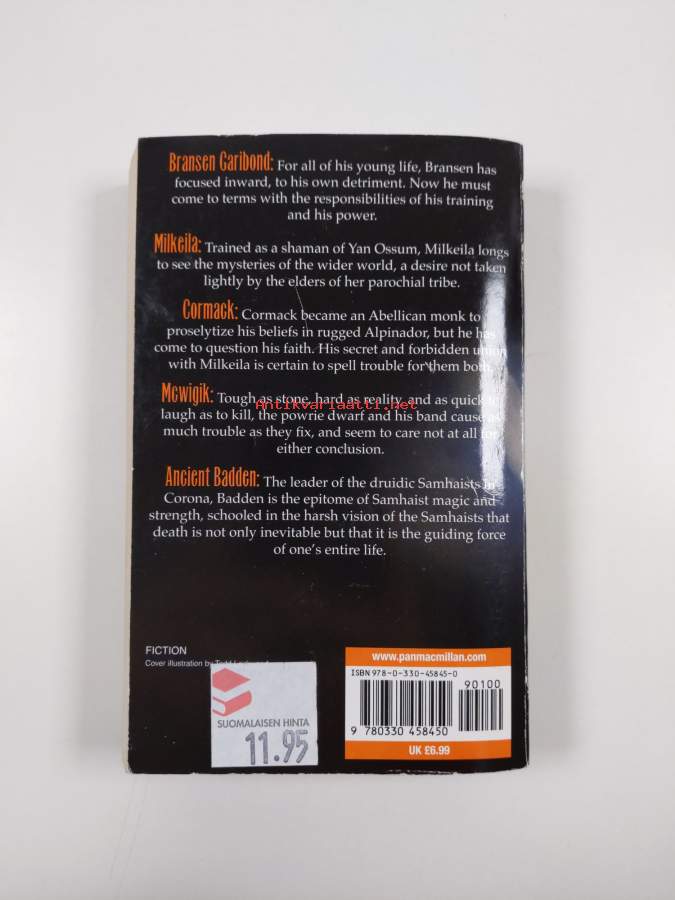 Bransen Garibond: For all of his young life, Bransen has
focused inward, to his own detriment. Now he must
come to terms with the responsibilities of his training
and his power.
Milkeila: Trained as a shaman of Yan Ossum, Milkeila longs
to see the mysteries of the wider world, a desire not taken
lightly by the elders of her parochial tribe.
Cormack: Cormack became an Abellican monk to
proselytize his beliefs in rugged Alpinador, but he has
come to question his faith. His secret and forbidden union
with Milkeila is certain to spell trouble for them both.
Mcwigik: Tough as stone, hard as reality, and as quick to
Antikvariaatti.net
laugh as to kill, the powrie dwarf and his band cause as
much trouble as they fix, and seem to care not at all for
either conclusion.
Ancient Badden: The leader of the druidic Samhaists in
Corona, Badden is the epitome of Samhaist magic and
strength, schooled in the harsh vision of the Samhaists that
death is not only inevitable but that it is the guiding force
of one's entire life.
FICTION
Cover illustration by
SUOMALAISEN HINTA
11.95
www.panmacmillan.com
ISBN 978-0-330-45845-0
90100
9 780330 458450
UK £6.99